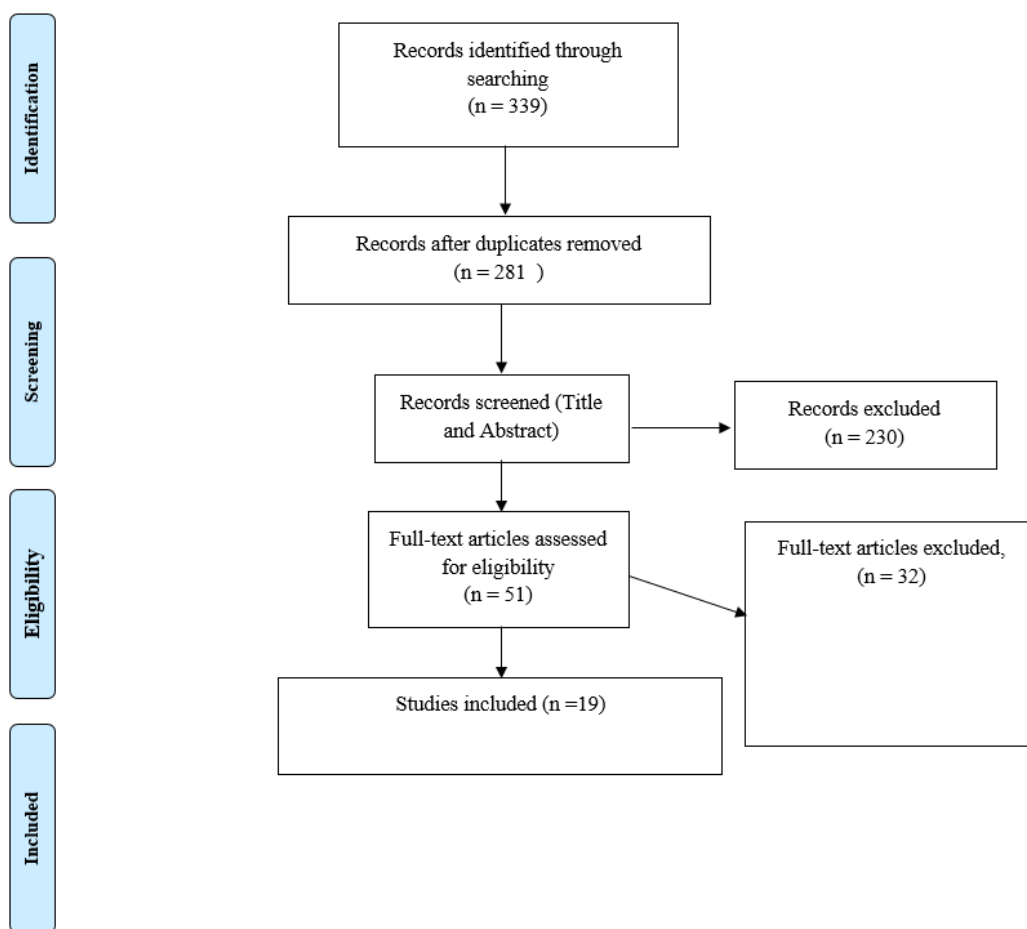 Identification
Records identified through
searching
(n = 339)
Records after duplicates removed
(n = 281  )
Screening
Records screened (Title
and Abstract)
Records excluded
(n = 230)
Eligibility
Full-text articles assessed
for eligibility
(n = 51)
Full-text articles excluded,
(n = 32)
Studies included (n =19)
Included